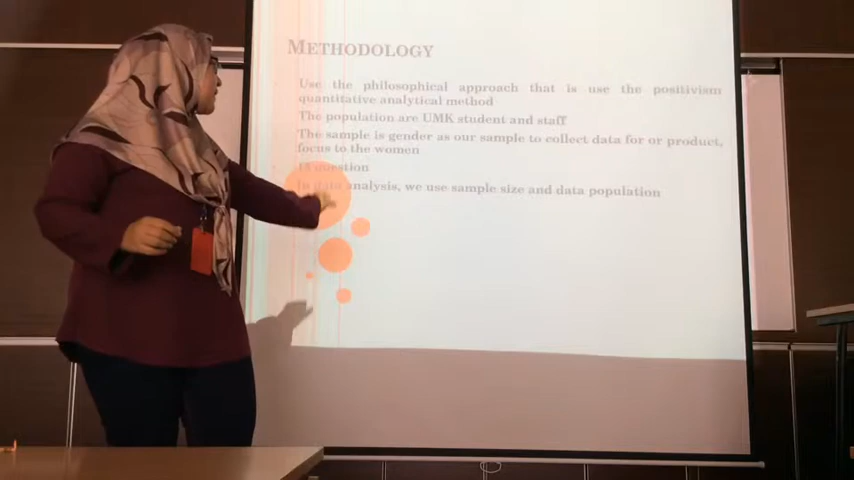 METHODOLOGY
Use the philosophical approach that is use the positivism
quantitative analytical method
The population are UMK student and staff
The sample is gender as our sample to collect data for or product,
focus to the women
question
data analysis, we use sample size and data population